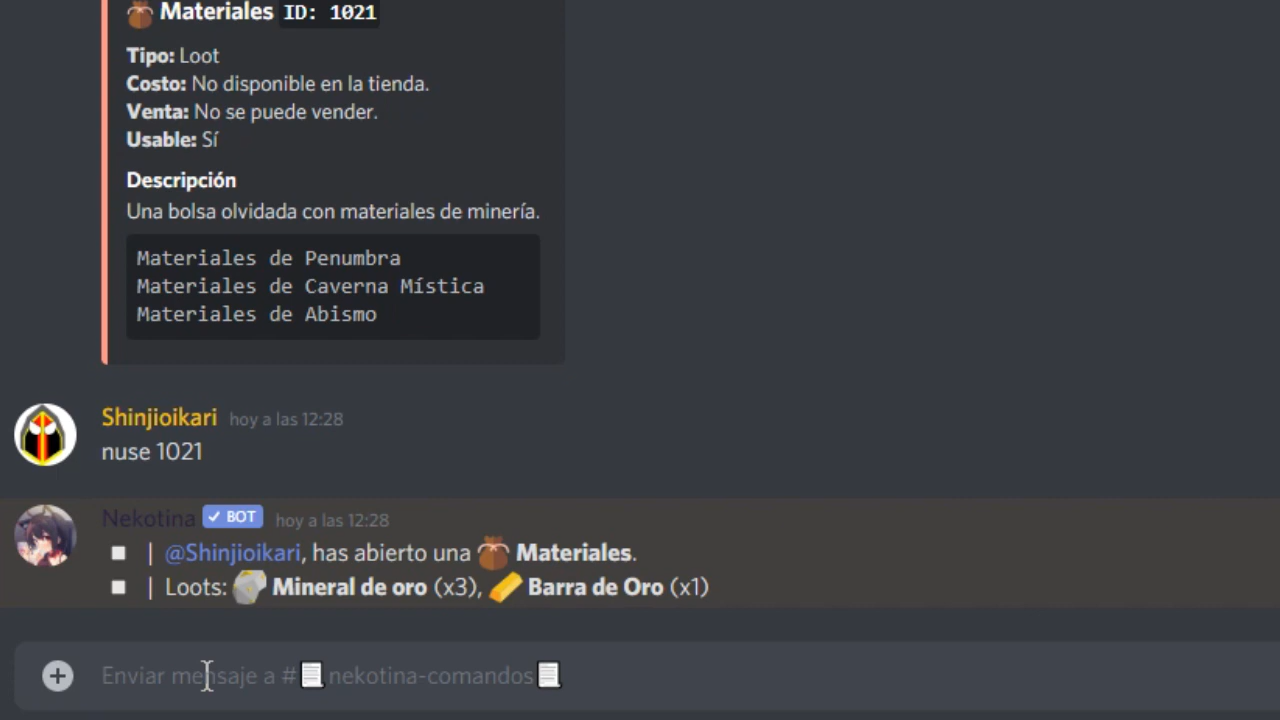 Materiales ID: 1021
Tipo: Loot
Costo: No disponible en la tienda.
Venta: No se puede vender.
Usable: Sí
Descripción
Una bolsa olvidada con materiales de minería.
Materiales de Penumbra
Materiales de Caverna Mística
Materiales de Abismo
Shinjioikari hoy a las 12:28
nuse 1021
Nekotina ✓ BOT hoy a las 12:28
| @Shinjioikari, has abierto una Materiales.
| Loots: Mineral de oro (x3), Barra de Oro (x1)
Enviar mensaje a #📃nekotina-comandos📃